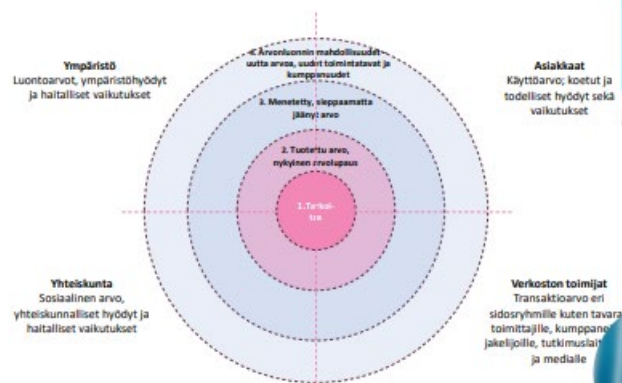 4. Arvonluonnin mahdollisuudet –
uutta arvoa, uudet toimintatavat ja
kumppanuudet
Ympäristö
Luontoarvot, ympäristöhyödyt
ja haitalliset vaikutukset
Asiakkaat
Käyttöarvo; koetut ja
todelliset hyödyt sekä
vaikutukset
3. Menetetty, sieppaamatta
jäänyt arvo
2. Tuotettu arvo,
nykyinen arvolupaus
1. Tarkoi-
tus
Yhteiskunta
Sosiaalinen arvo,
yhteiskunnalliset hyödyt ja
haitalliset vaikutukset
Verkoston toimijat
Transaktioarvo eri
sidosryhmille kuten tavara
toimittajille,
jakelijoille,
ja medialle